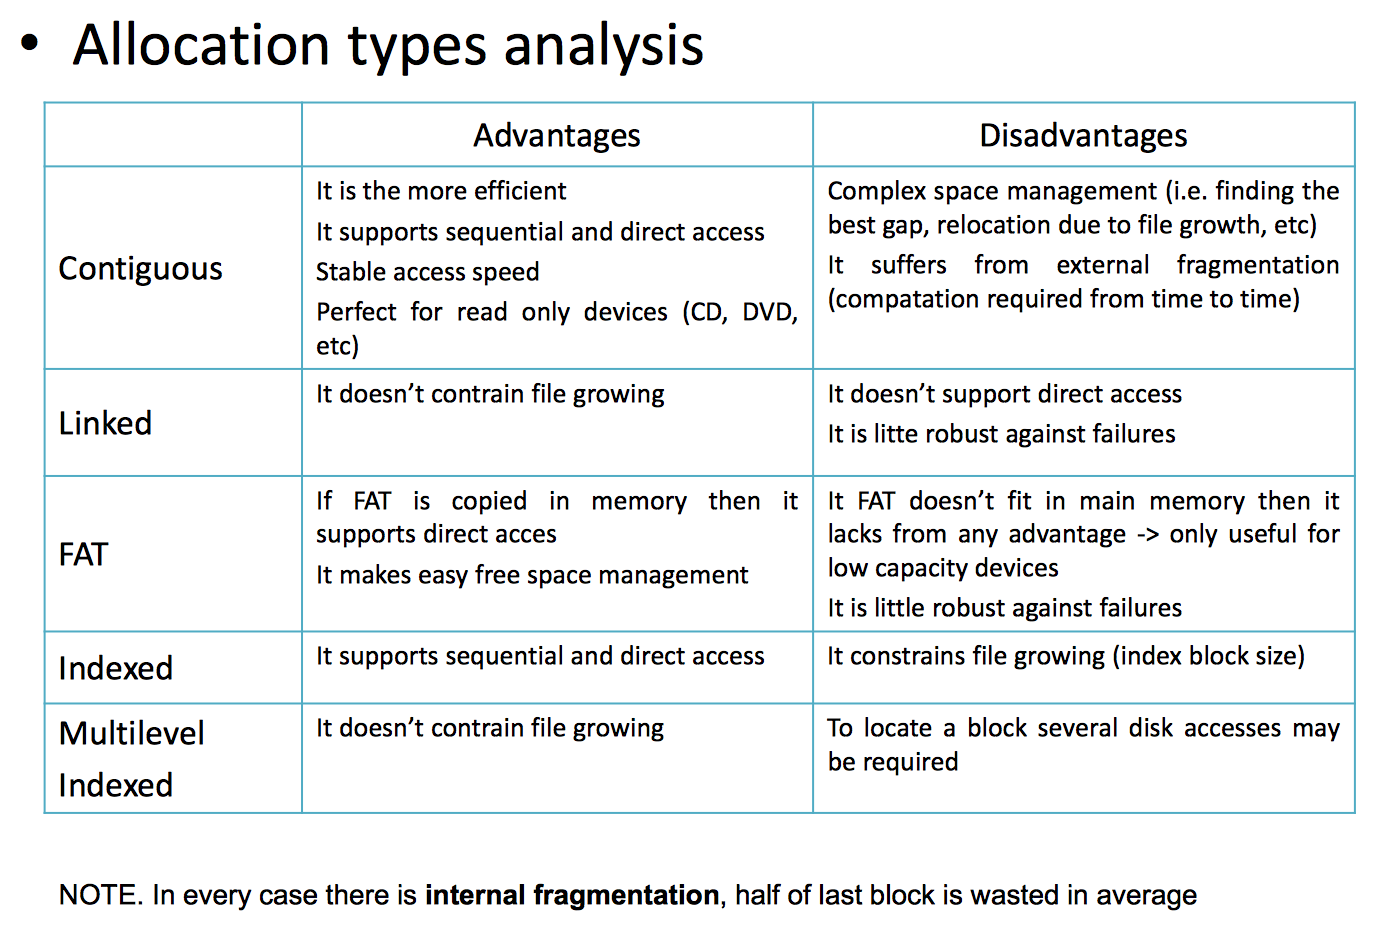 • Allocation types analysis
Advantages
Disadvantages
Contiguous
It is the more efficient
It supports sequential and direct access
Stable access speed
Perfect for read only devices (CD, DVD,
etc)
Complex space management (i.e. finding the
best gap, relocation due to file growth, etc)
It suffers from external fragmentation
(compatation required from time to time)
Linked
It doesn’t contrain file growing
It doesn’t support direct access
It is litte robust against failures
FAT
If FAT is copied in memory then it
supports direct acces
It makes easy free space management
It FAT doesn’t fit in main memory then it
lacks from any advantage -> only useful for
low capacity devices
It is little robust against failures
Indexed
It supports sequential and direct access
It constrains file growing (index block size)
Multilevel
Indexed
It doesn’t contrain file growing
To locate a block several disk accesses may
be required
NOTE. In every case there is internal fragmentation, half of last block is wasted in average